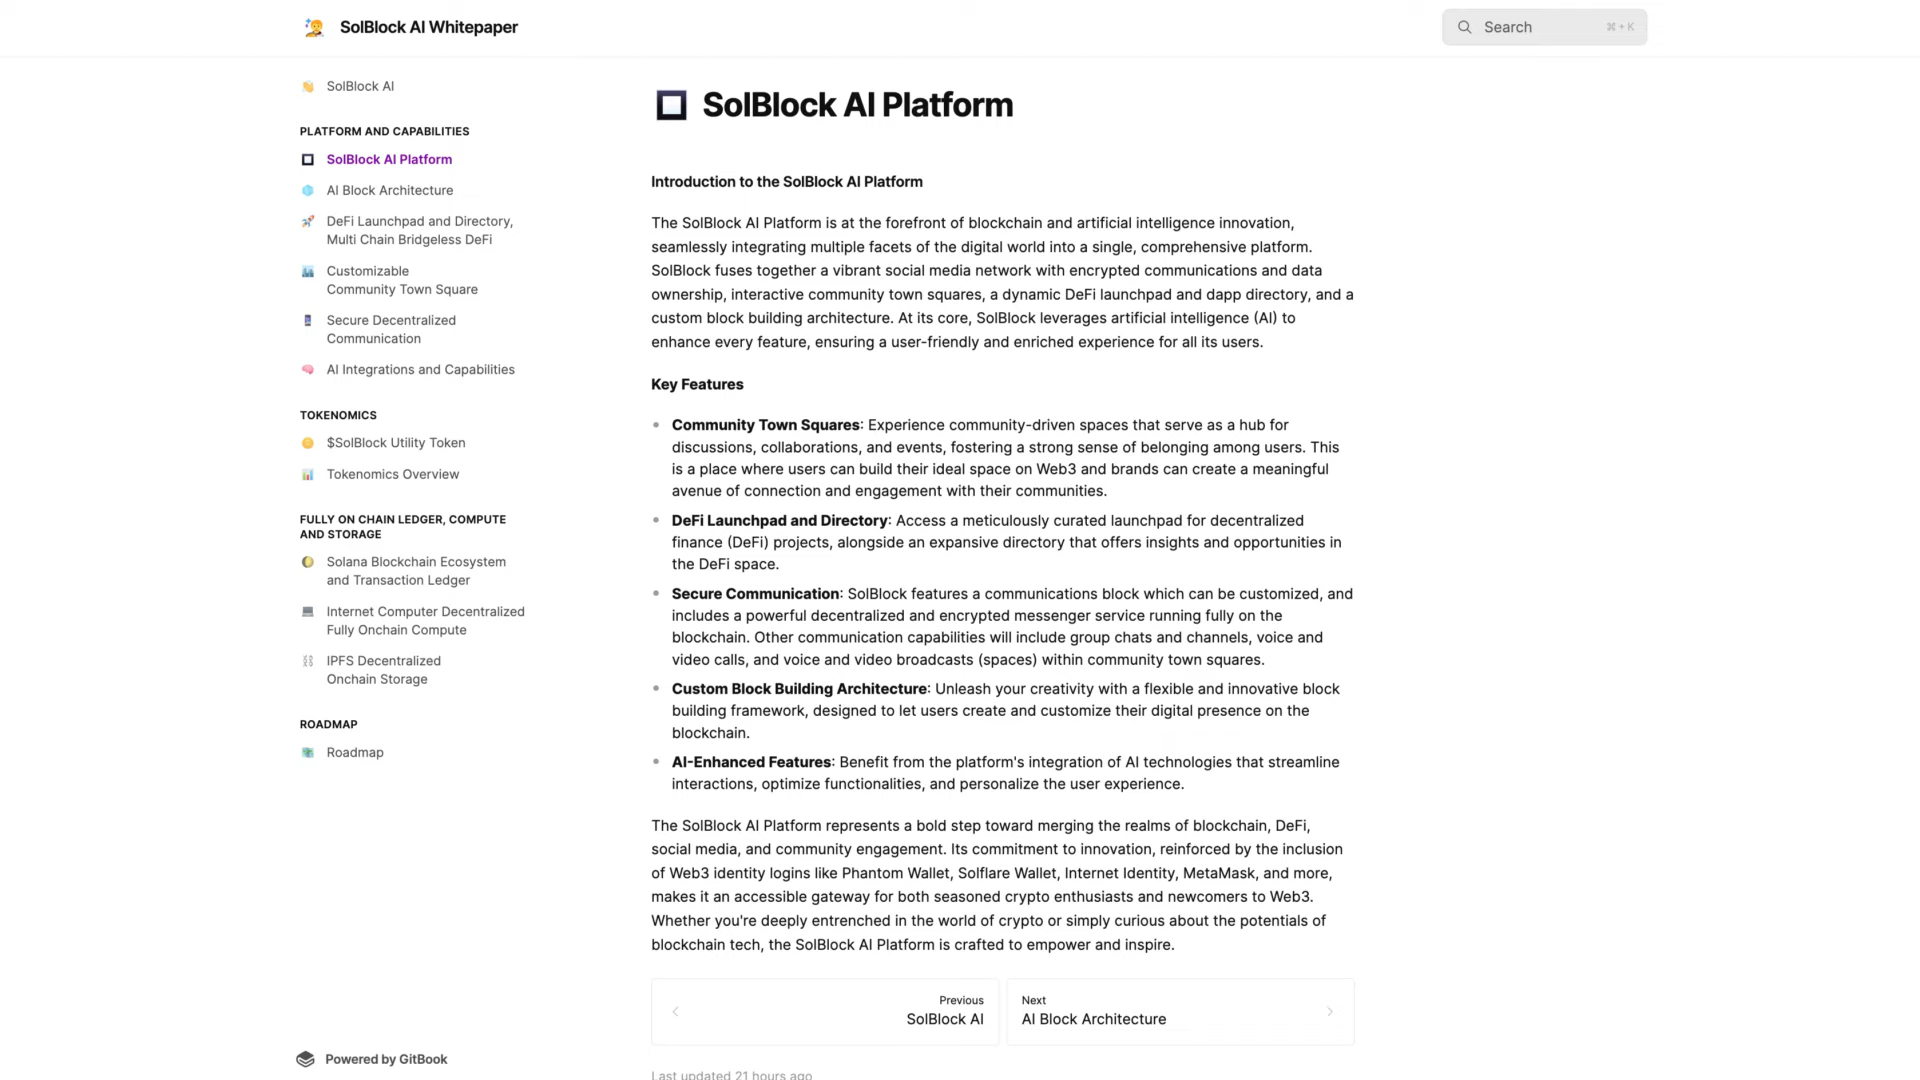 SolBlock AI Whitepaper
Search
⌘ + K
SolBlock AI
PLATFORM AND CAPABILITIES
SolBlock AI Platform
AI Block Architecture
DeFi Launchpad and Directory,
Multi Chain Bridgeless DeFi
Customizable
Community Town Square
Secure Decentralized
Communication
AI Integrations and Capabilities
TOKENOMICS
$SolBlock Utility Token
Tokenomics Overview
FULLY ON CHAIN LEDGER, COMPUTE
AND STORAGE
Solana Blockchain Ecosystem
and Transaction Ledger
Internet Computer Decentralized
Fully Onchain Compute
IPFS Decentralized
Onchain Storage
ROADMAP
Roadmap
Powered by GitBook
SolBlock AI Platform
Introduction to the SolBlock AI Platform
The SolBlock AI Platform is at the forefront of blockchain and artificial intelligence innovation,
seamlessly integrating multiple facets of the digital world into a single, comprehensive platform.
SolBlock fuses together a vibrant social media network with encrypted communications and data
ownership, interactive community town squares, a dynamic DeFi launchpad and dapp directory, and a
custom block building architecture. At its core, SolBlock leverages artificial intelligence (AI) to
enhance every feature, ensuring a user-friendly and enriched experience for all its users.
Key Features
Community Town Squares: Experience community-driven spaces that serve as a hub for
discussions, collaborations, and events, fostering a strong sense of belonging among users. This
is a place where users can build their ideal space on Web3 and brands can create a meaningful
avenue of connection and engagement with their communities.
DeFi Launchpad and Directory: Access a meticulously curated launchpad for decentralized
finance (DeFi) projects, alongside an expansive directory that offers insights and opportunities in
the DeFi space.
Secure Communication: SolBlock features a communications block which can be customized, and
includes a powerful decentralized and encrypted messenger service running fully on the
blockchain. Other communication capabilities will include group chats and channels, voice and
video calls, and voice and video broadcasts (spaces) within community town squares.
Custom Block Building Architecture: Unleash your creativity with a flexible and innovative block
building framework, designed to let users create and customize their digital presence on the
blockchain.
AI-Enhanced Features: Benefit from the platform's integration of AI technologies that streamline
interactions, optimize functionalities, and personalize the user experience.
The SolBlock AI Platform represents a bold step toward merging the realms of blockchain, DeFi,
social media, and community engagement. Its commitment to innovation, reinforced by the inclusion
of Web3 identity logins like Phantom Wallet, Solflare Wallet, Internet Identity, MetaMask, and more,
makes it an accessible gateway for both seasoned crypto enthusiasts and newcomers to Web3.
Whether you're deeply entrenched in the world of crypto or simply curious about the potentials of
blockchain tech, the SolBlock AI Platform is crafted to empower and inspire.
Previous
SolBlock AI
Next
AI Block Architecture
Last updated 21 hours ago